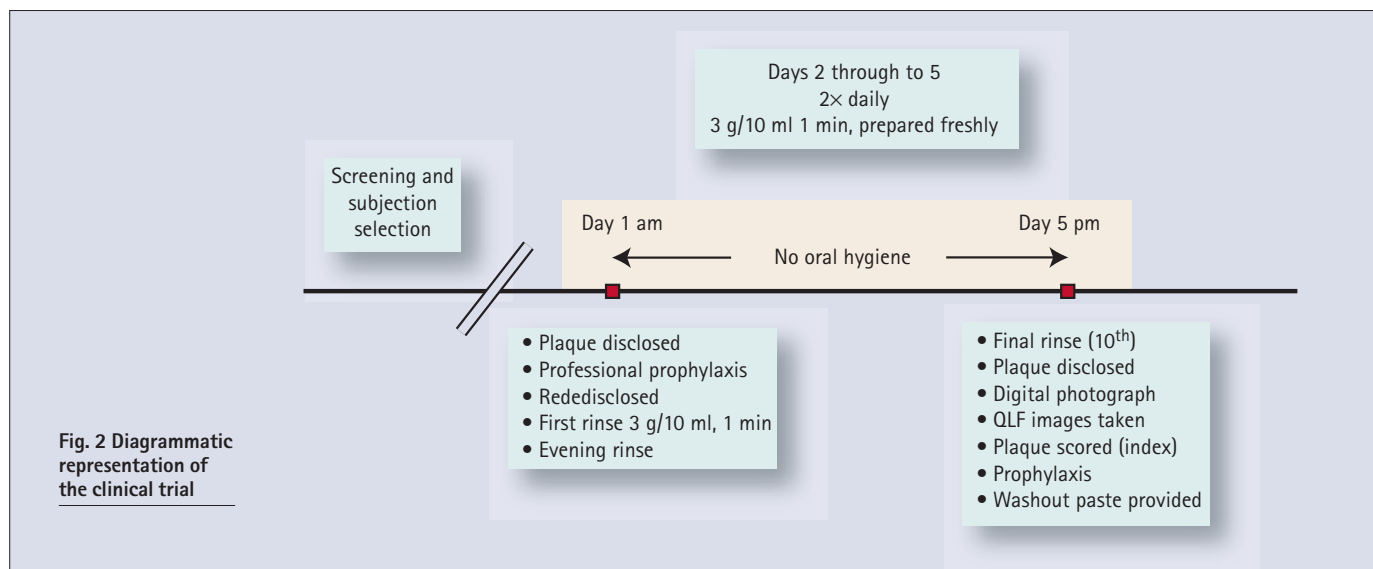 Days 2 through to 5
2× daily
3 g/10 ml 1 min, prepared freshly
Screening and
subjection
selection
Day 1 am
Day 5 pm
No oral hygiene
• Plaque disclosed
• Professional prophylaxis
• Rededisclosed
• First rinse 3 g/10 ml, 1 min
• Evening rinse
• Final rinse (10th)
• Plaque disclosed
• Digital photograph
• QLF images taken
• Plaque scored (index)
• Prophylaxis
• Washout paste provided
Fig. 2 Diagrammatic
representation of
the clinical trial